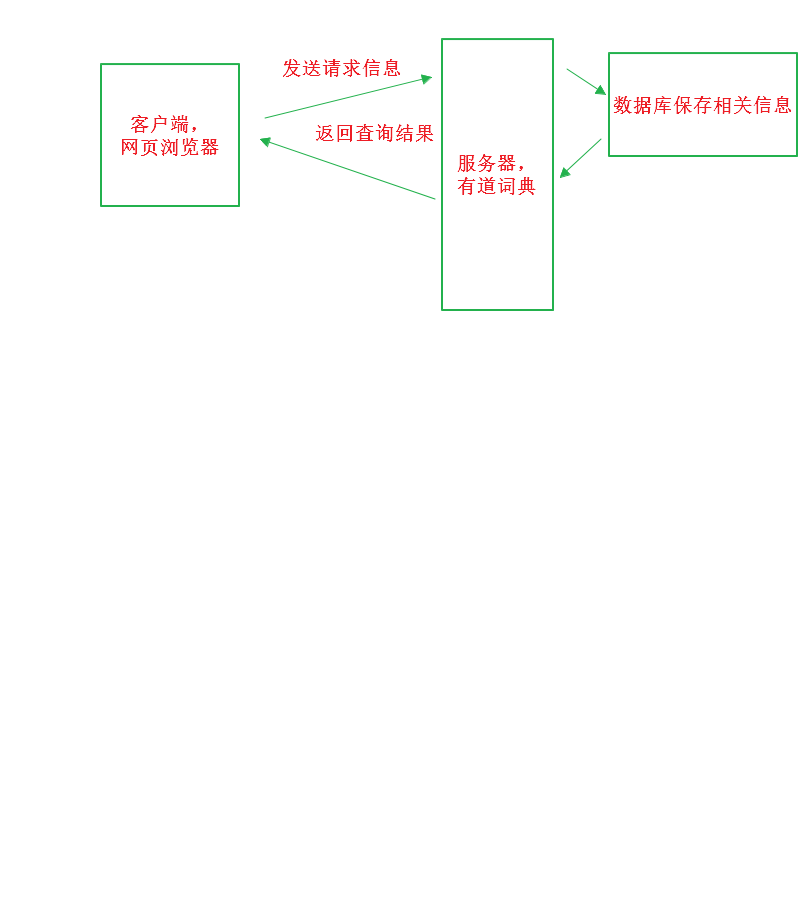 客户端，
网页浏览器
发送请求信息
返回查询结果
服务器，
有道词典
数据库保存相关信息